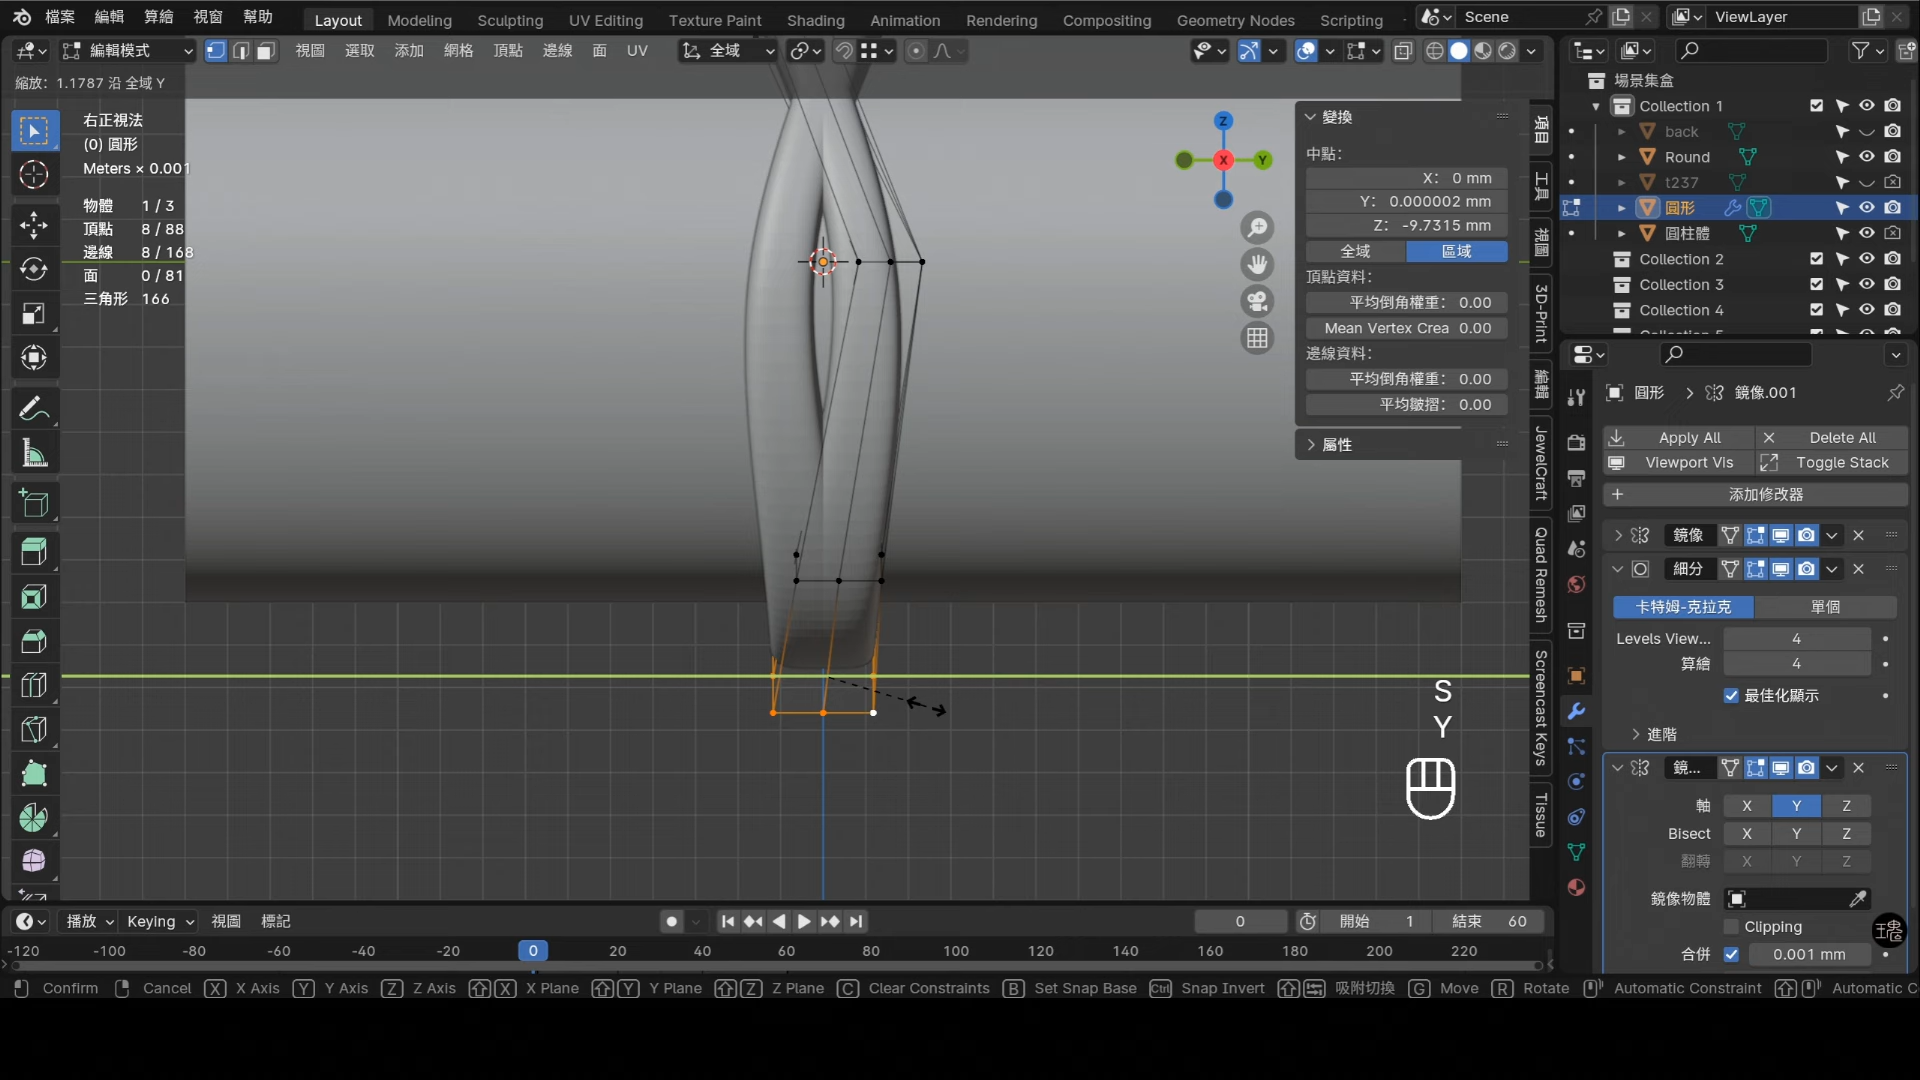 檔案 編輯 算繪 視窗 幫助 Layout Modeling Sculpting UV Editing Texture Paint Shading Animation Rendering Compositing Geometry Nodes Scripting Scene ViewLayer
編輯模式 視圖 選取 添加 網格 頂點 邊線 面 UV 全域
縮放：1.1787 沿 全域 Y
右正視法
(0) 圓形
Meters × 0.001
物體 1 / 3
頂點 8 / 88
邊線 8 / 168
面 0 / 81
三角形 166
Z
X
Y
變換
中點：
X： 0 mm
Y： 0.000002 mm
Z： -9.7315 mm
全域 區域
頂點資料：
平均倒角權重： 0.00
Mean Vertex Crea 0.00
邊線資料：
平均倒角權重： 0.00
平均皺摺： 0.00
屬性
項目
工具
視圖
3D-Print
編輯
JewelCraft
Quad Remesh
Screencast Keys
Tissue
S
Y
場景集盒
Collection 1
back
Round
t237
圓形
圓柱體
Collection 2
Collection 3
Collection 4
圓形 鏡像.001
Apply All Delete All
Viewport Vis Toggle Stack
添加修改器
鏡像
細分
卡特姆-克拉克 單個
Levels View... 4
算繪 4
最佳化顯示
進階
鏡...
軸 X Y Z
Bisect X Y Z
翻轉 X Y Z
鏡像物體
Clipping
合併 0.001 mm
播放 Keying 視圖 標記 0 開始 1 結束 60
-120 -100 -80 -60 -40 -20 0 20 40 60 80 100 120 140 160 180 200 220
Confirm Cancel X X Axis Y Y Axis Z Z Axis X X Plane Y Y Plane Z Z Plane C Clear Constraints B Set Snap Base Ctrl Snap Invert 吸附切換 G Move R Rotate Automatic Constraint Automatic C